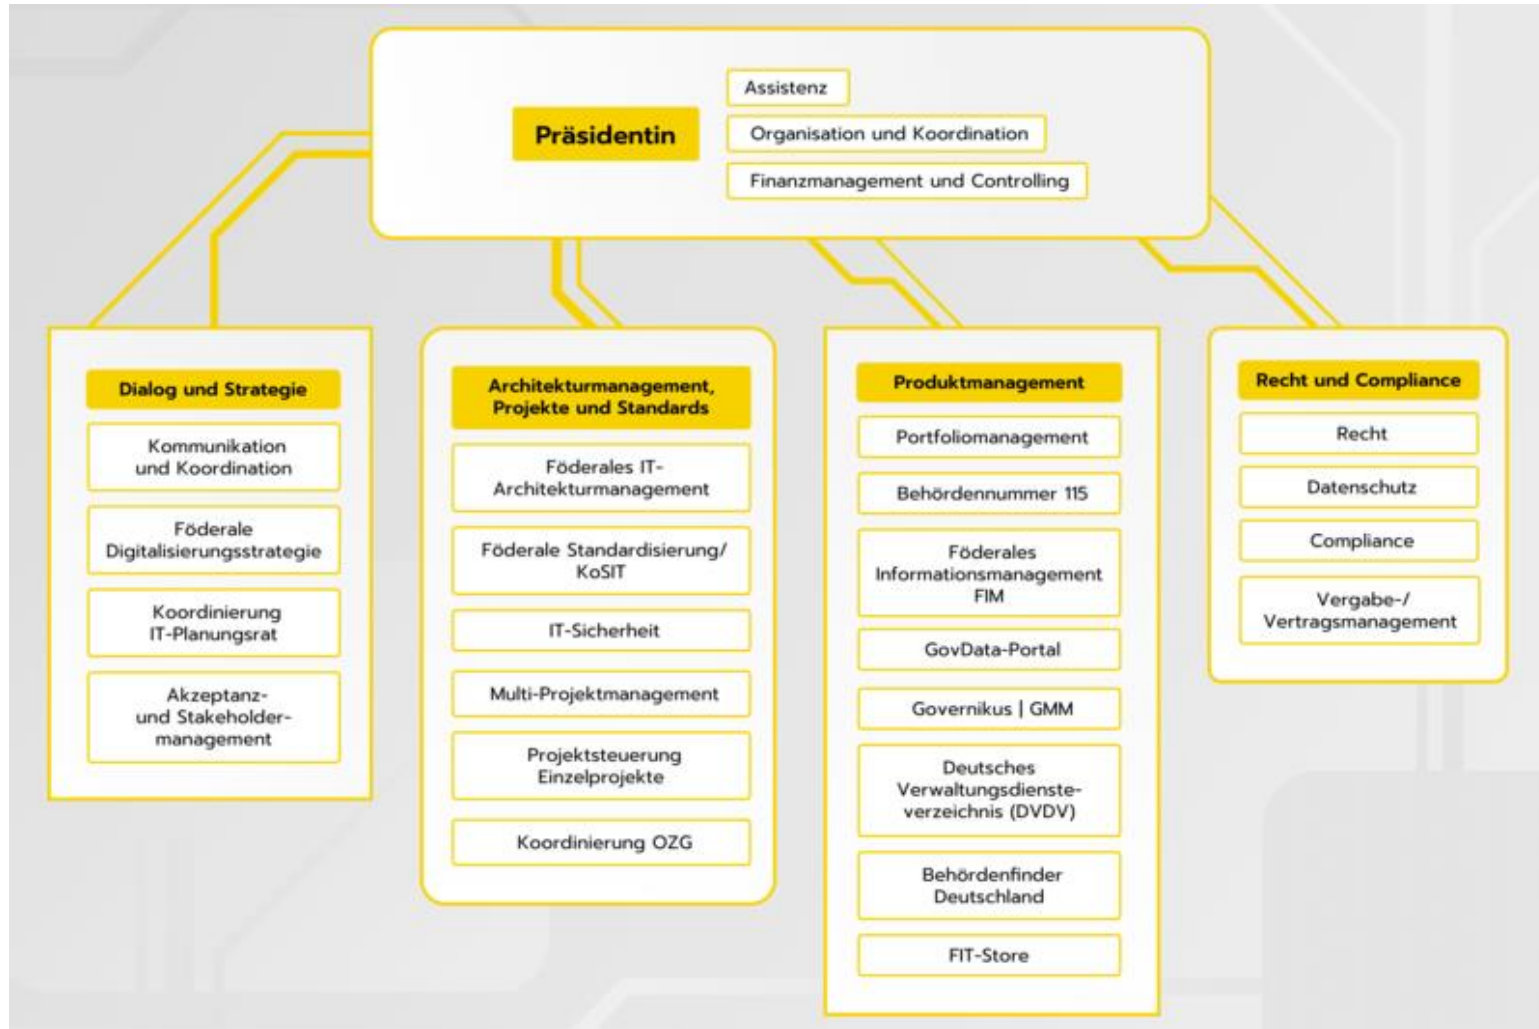 Präsidentin
Assistenz
Organisation und Koordination
Finanzmanagement und Controlling
Dialog und Strategie
Kommunikation
und Koordination
Föderale
Digitalisierungsstrategie
Koordinierung
IT-Planungsrat
Akzeptanz-
und Stakeholder-
management
Architekturmanagement,
Projekte und Standards
Föderales IT-
Architekturmanagement
Föderale Standardisierung/
KoSIT
IT-Sicherheit
Multi-Projektmanagement
Projektsteuerung
Einzelprojekte
Koordinierung OZG
Produktmanagement
Portfoliomanagement
Behördennummer 115
Föderales
Informationsmanagement
FIM
GovData-Portal
Governikus | GMM
Deutsches
Verwaltungsdienste-
verzeichnis (DVDV)
Behördenfinder
Deutschland
FIT-Store
Recht und Compliance
Recht
Datenschutz
Compliance
Vergabe-/
Vertragsmanagement